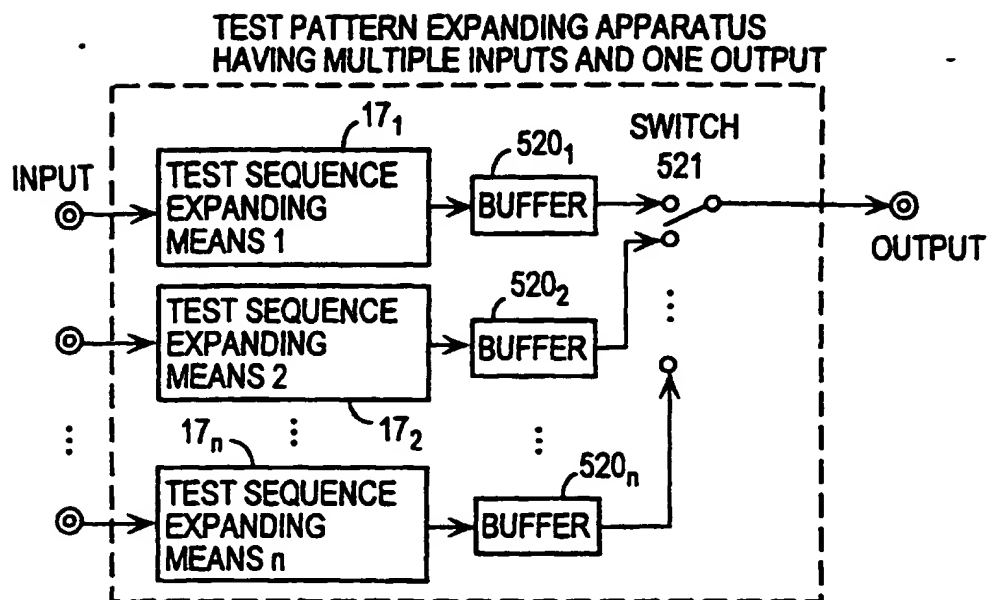 TEST PATTERN EXPANDING APPARATUS
HAVING MULTIPLE INPUTS AND ONE OUTPUT
INPUT
17₁
TEST SEQUENCE
EXPANDING
MEANS 1
520₁
BUFFER
SWITCH
521
OUTPUT
TEST SEQUENCE
EXPANDING
MEANS 2
17₂
520₂
BUFFER
17ₙ
TEST SEQUENCE
EXPANDING
MEANS n
520ₙ
BUFFER